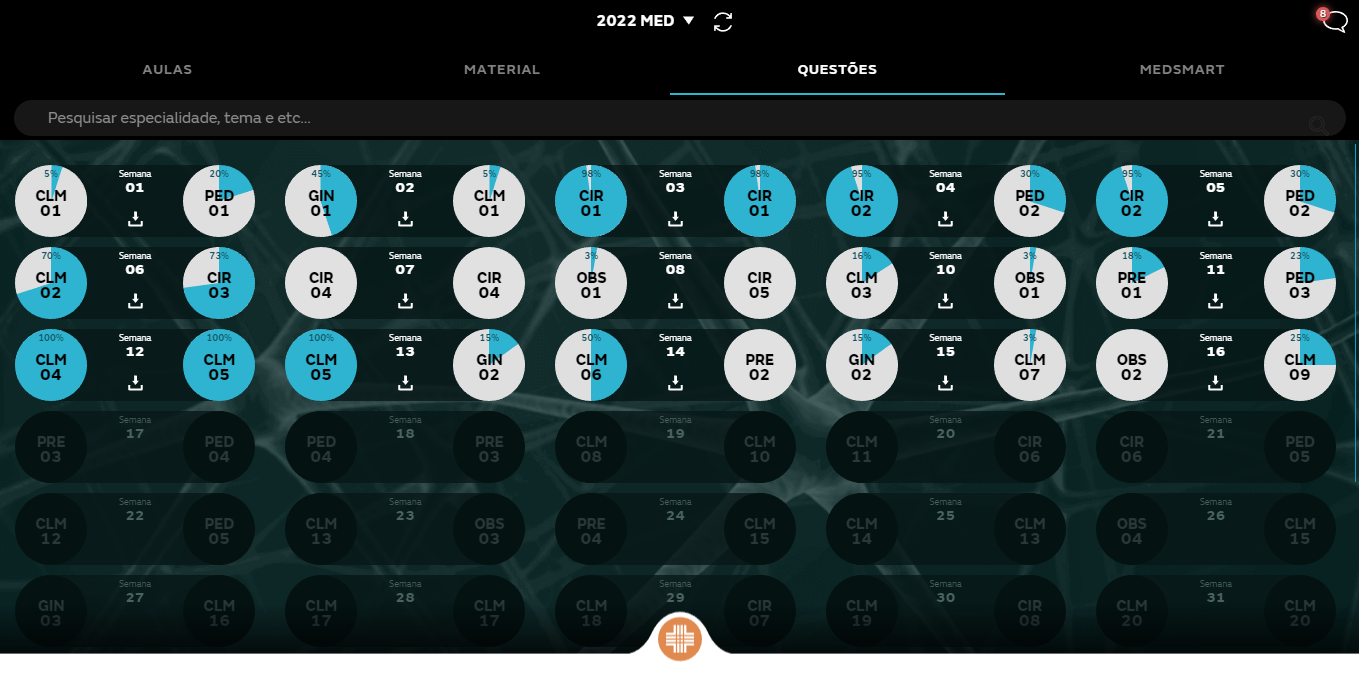 2022 MED
8
AULAS
MATERIAL
QUESTÕES
MEDSMART
Pesquisar especialidade, tema e etc...
5%
CLM
01
Semana
01
20%
PED
01
45%
GIN
01
Semana
02
5%
CLM
01
98%
CIR
01
Semana
03
98%
CIR
01
95%
CIR
02
Semana
04
30%
PED
02
95%
CIR
02
Semana
05
30%
PED
02
70%
CLM
02
Semana
06
73%
CIR
03
CIR
04
Semana
07
CIR
04
3%
OBS
01
Semana
08
CIR
05
16%
CLM
03
Semana
10
3%
OBS
01
18%
PRE
01
Semana
11
23%
PED
03
100%
CLM
04
Semana
12
100%
CLM
05
100%
CLM
05
Semana
13
15%
GIN
02
50%
CLM
06
Semana
14
PRE
02
15%
GIN
02
Semana
15
3%
CLM
07
OBS
02
Semana
16
25%
CLM
09
PRE
03
Semana
17
PED
04
PED
04
Semana
18
PRE
03
CLM
08
Semana
19
CLM
10
CLM
11
Semana
20
CIR
06
CIR
06
Semana
21
PED
05
CLM
12
Semana
22
PED
05
CLM
13
Semana
23
OBS
03
PRE
04
Semana
24
CLM
15
CLM
14
Semana
25
CLM
13
OBS
04
Semana
26
CLM
15
GIN
03
Semana
27
CLM
16
CLM
17
Semana
28
CLM
17
CLM
18
Semana
29
CIR
07
CLM
19
Semana
30
CIR
08
CLM
20
Semana
31
CLM
20